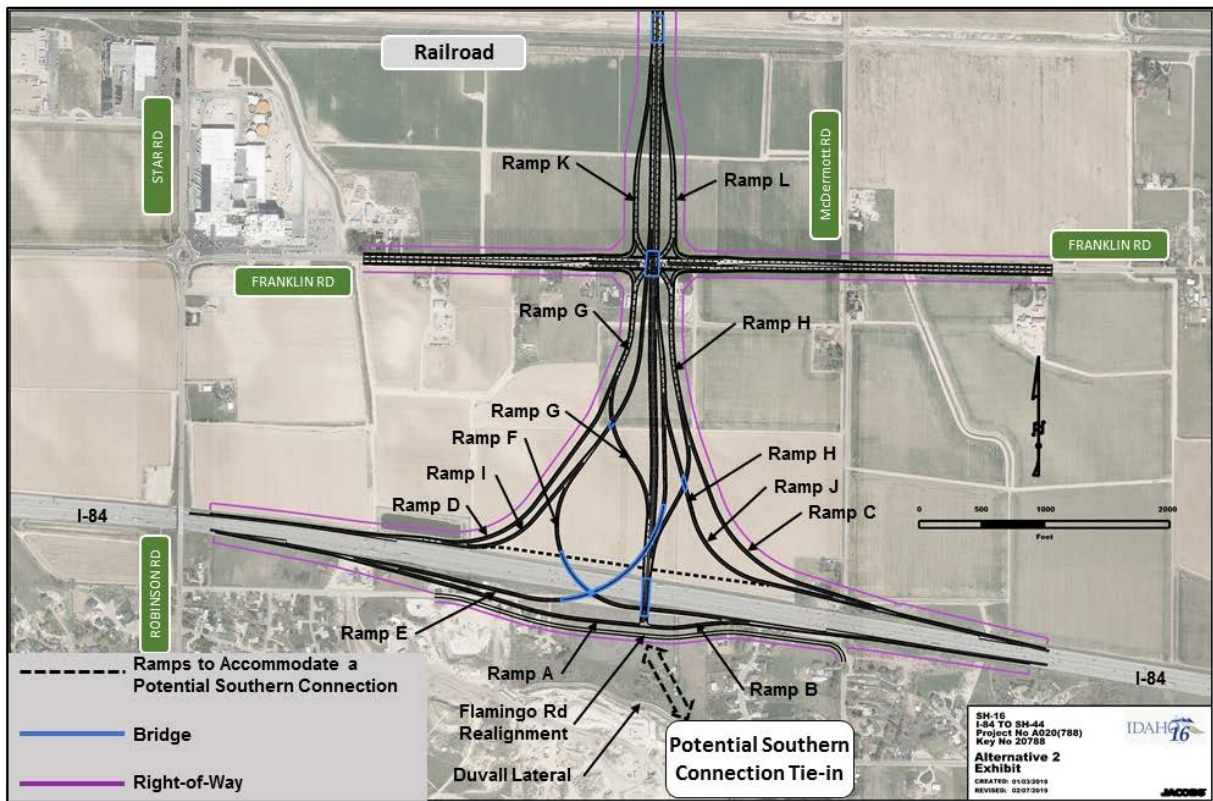 Railroad
STAR RD
McDermott RD
Ramp K
Ramp L
FRANKLIN RD
FRANKLIN RD
Ramp G
Ramp H
Ramp G
Ramp F
Ramp H
Ramp I
Ramp J
Ramp D
Ramp C
N
0 500 1000 2000
Feet
I-84
ROBINSON RD
Ramp E
Ramp A
Ramp B
I-84
Flamingo Rd
Realignment
Duvall Lateral
Potential Southern
Connection Tie-in
Ramps to Accommodate a
Potential Southern Connection
Bridge
Right-of-Way
SH-16
I-84 TO SH-44
Project No A020(788)
Key No 20788
Alternative 2
Exhibit
CREATED: 01/03/2019
REVISED: 02/07/2019
IDAHO
16
JACOBS